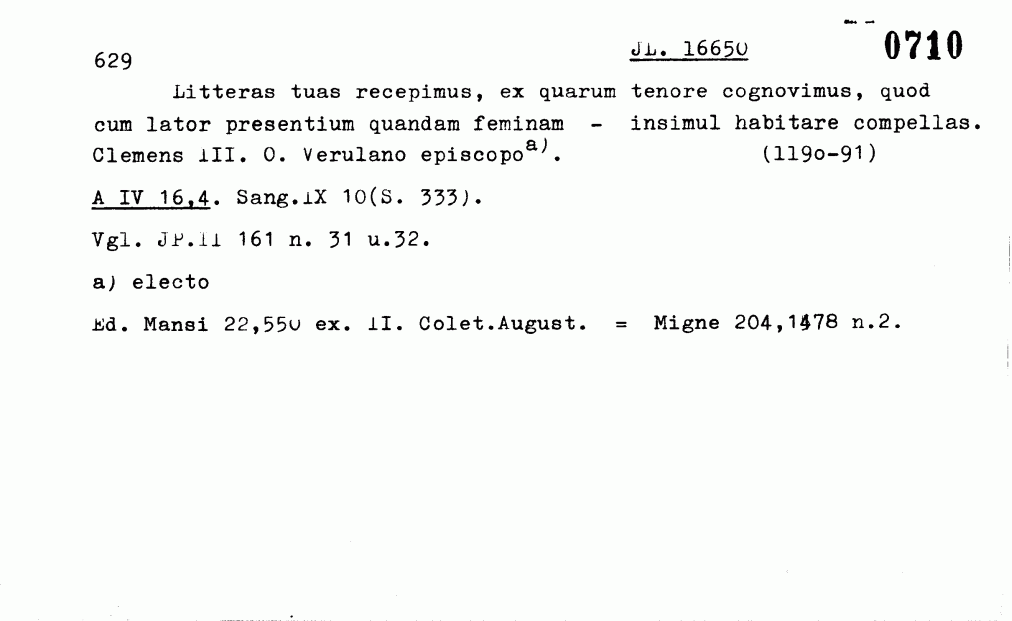 629 JL. 16650 0710
Litteras tuas recepimus, ex quarum tenore cognovimus, quod
cum lator presentium quandam feminam - insimul habitare compellas.
Clemens III. O. Verulano episcopo a). (1190-91)
A IV 16,4. Sang.IX 10(S. 333).
Vgl. JP.II 161 n. 31 u.32.
a) electo
Ed. Mansi 22,550 ex. II. Colet.August. = Migne 204,1478 n.2.